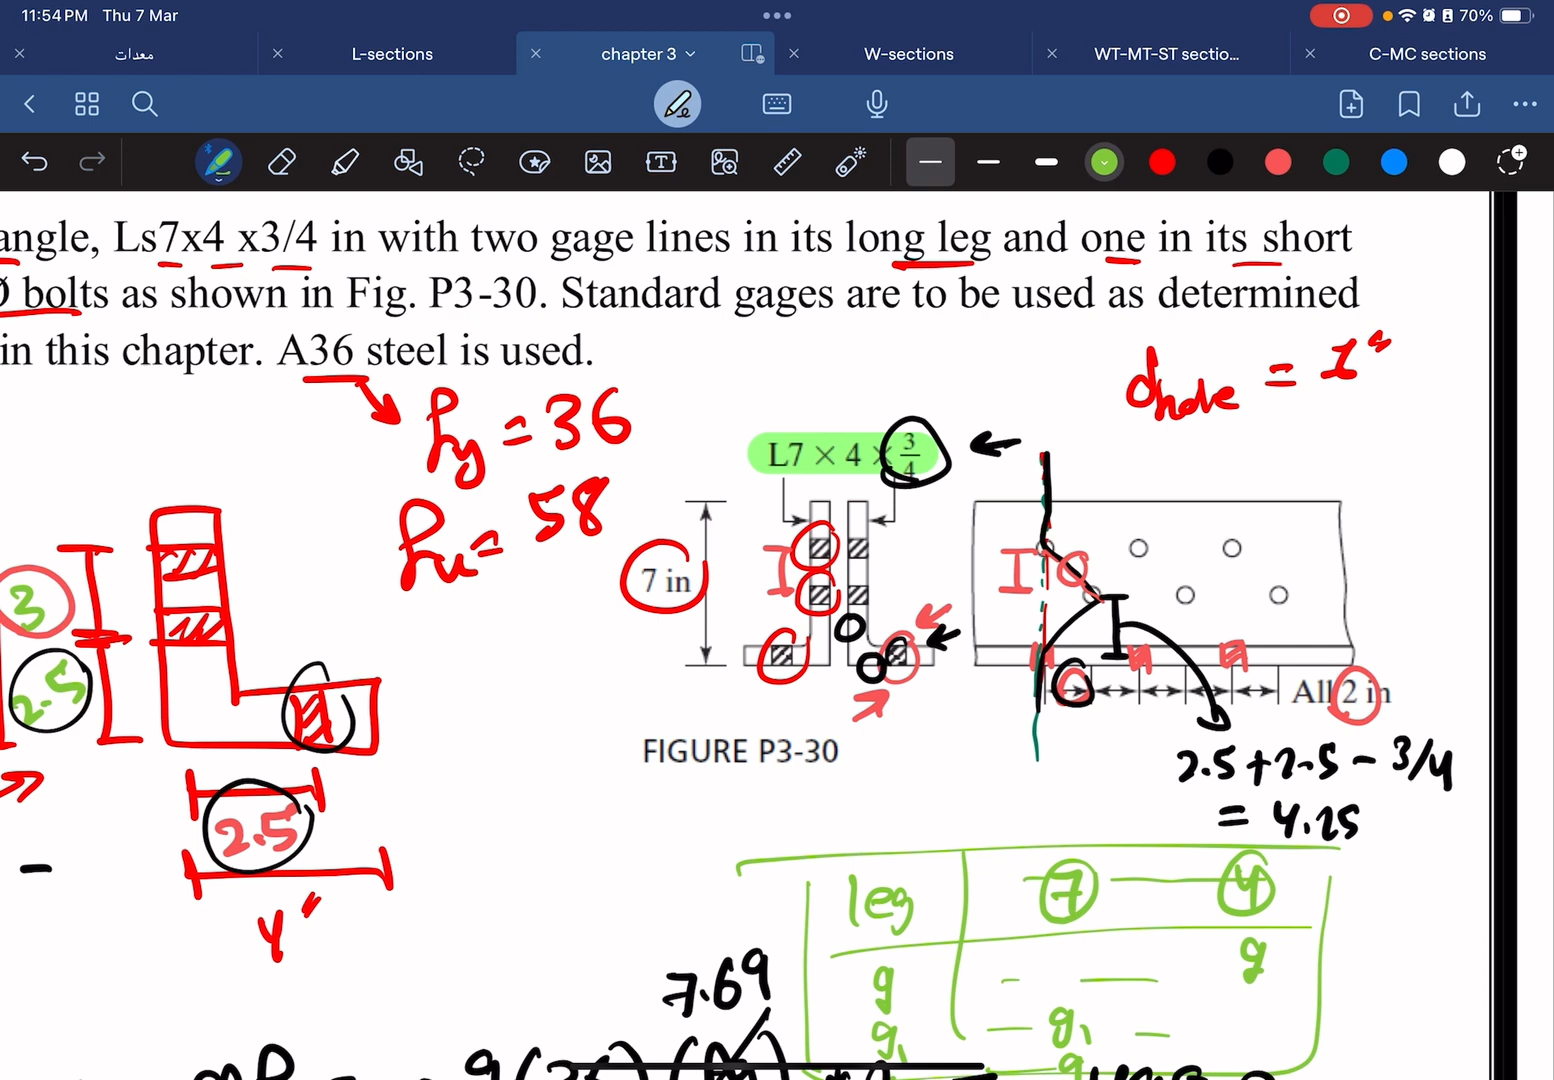 11:54 PM Thu 7 Mar
70%
معدات
L-sections
chapter 3
W-sections
WT-MT-ST sectio...
C-MC sections
angle, Ls7x4 x3/4 in with two gage lines in its long leg and one in its short
Ø bolts as shown in Fig. P3-30. Standard gages are to be used as determined
in this chapter. A36 steel is used.
dhole = 1"
Fy = 36
Fu = 58
L7 × 4 × 3/4
7 in
3
2.5
2.5
4"
All 2 in
FIGURE P3-30
2.5+2.5 - 3/4
= 4.25
leg 7 4
g g
g1 g1
7.69